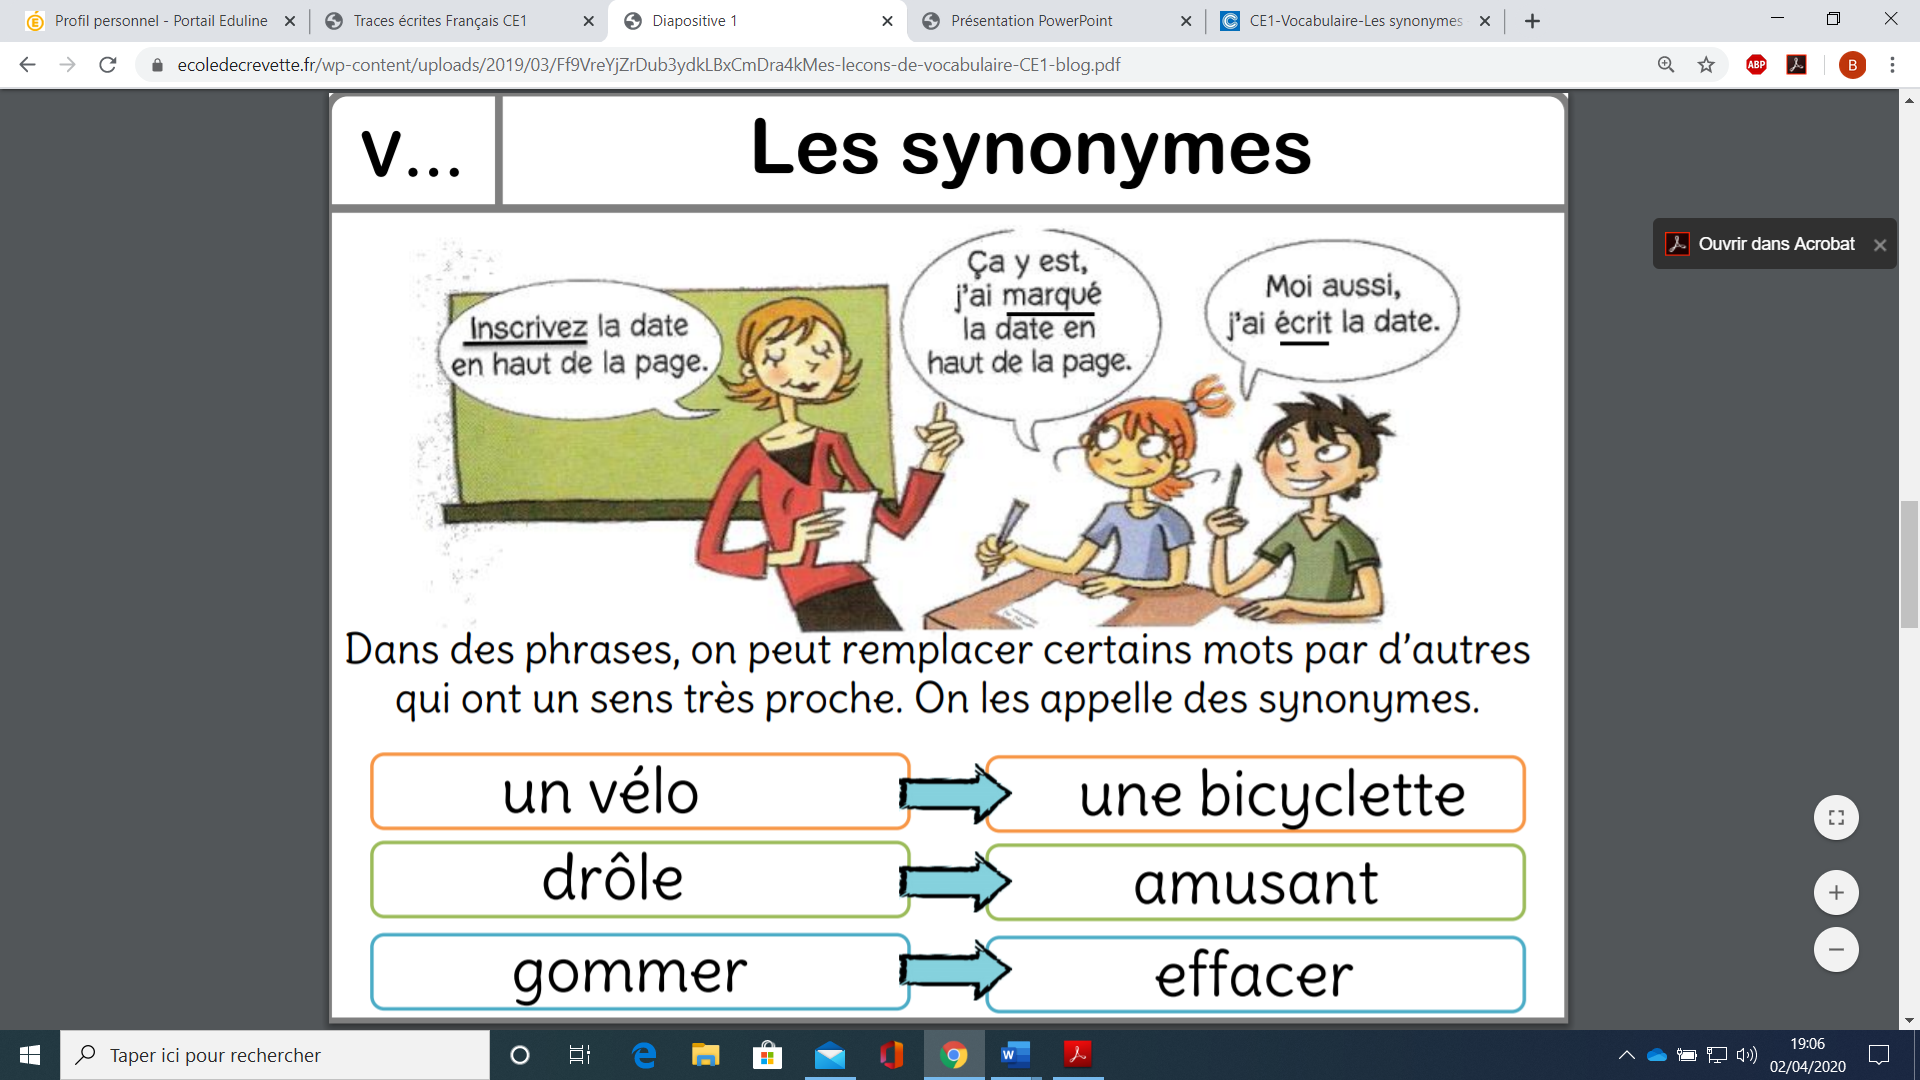 Profil personnel - Portail Eduline
Traces écrites Français CE1
Diapositive 1
Présentation PowerPoint
CE1-Vocabulaire-Les synonymes
ecoledecrevette.fr/wp-content/uploads/2019/03/Ff9VreYjZrDub3ydkLBxCmDra4kMes-lecons-de-vocabulaire-CE1-blog.pdf
ABP
B
V...
Les synonymes
Ouvrir dans Acrobat
Inscrivez la date
en haut de la page.
Ça y est,
j'ai marqué
la date en
haut de la page.
Moi aussi,
j'ai écrit la date.
Dans des phrases, on peut remplacer certains mots par d'autres
qui ont un sens très proche. On les appelle des synonymes.
un vélo
une bicyclette
drôle
amusant
gommer
effacer
Taper ici pour rechercher
19:06
02/04/2020